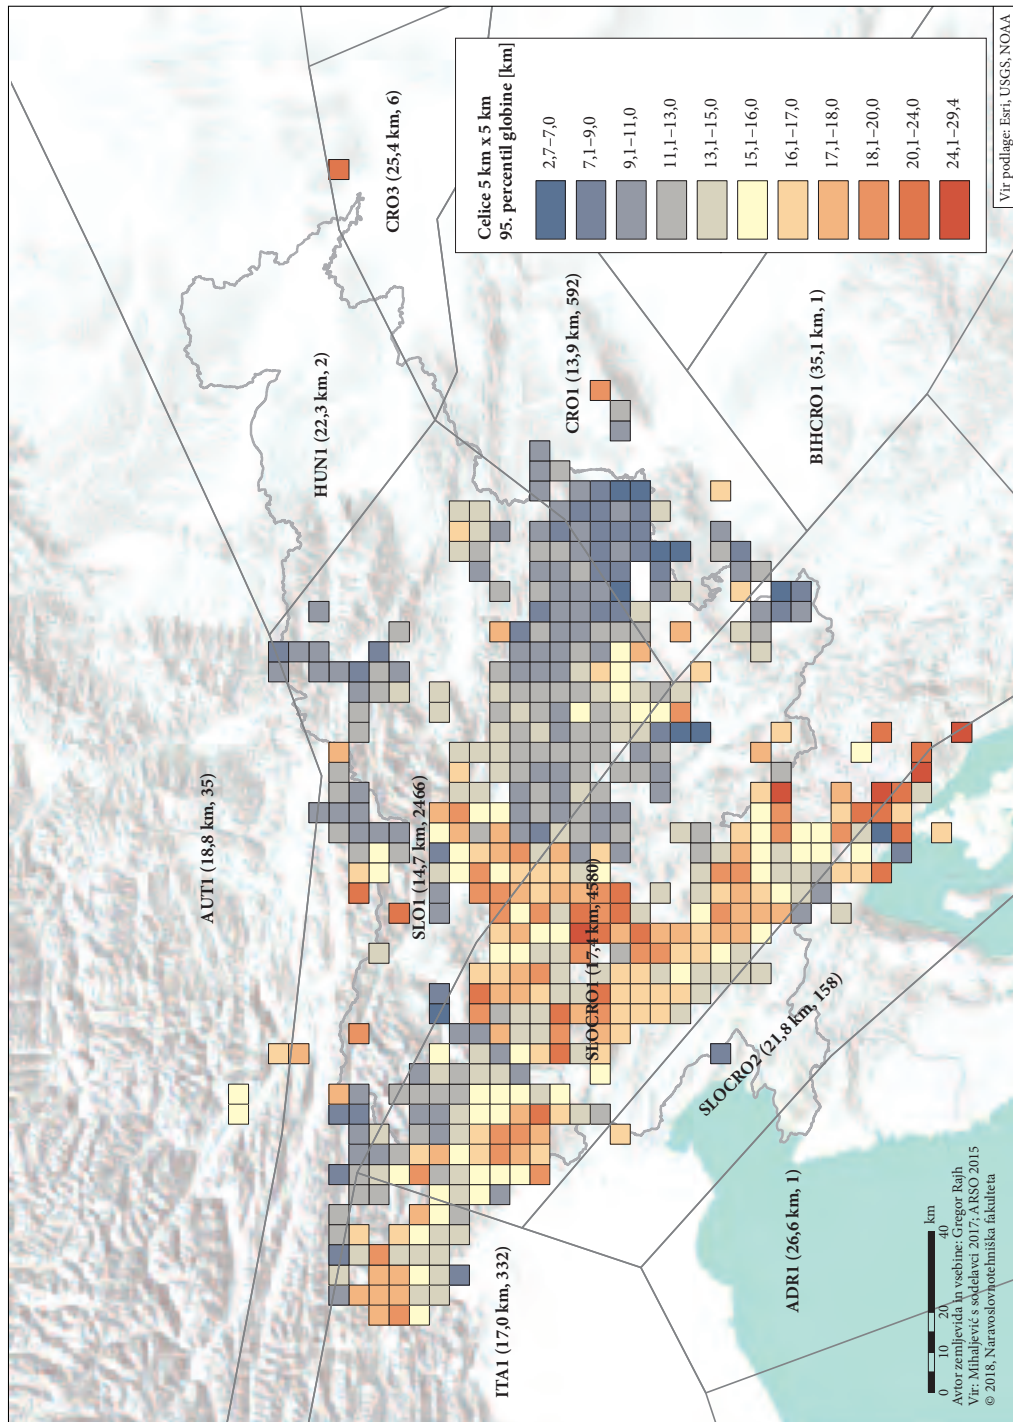 AUT1 (18,8 km, 35)
HUN1 (22,3 km, 2)
CRO3 (25,4 km, 6)
SLO1 (14,7 km, 2466)
ITA1 (17,0 km, 332)
SLOCRO1 (17,4 km, 4580)
CRO1 (13,9 km, 592)
SLOCRO2 (21,8 km, 158)
ADR1 (26,6 km, 1)
BIHCRO1 (35,1 km, 1)
Celice 5 km x 5 km
95. percentil globine [km]
2,7–7,0
7,1–9,0
9,1–11,0
11,1–13,0
13,1–15,0
15,1–16,0
16,1–17,0
17,1–18,0
18,1–20,0
20,1–24,0
24,1–29,4
0 10 20 40
km
Avtor zemljevida in vsebine: Gregor Rajh
Vir: Mihaljević s sodelavci 2017; ARSO 2015
© 2018, Naravoslovnotehniška fakulteta
Vir podlage: Esri, USGS, NOAA